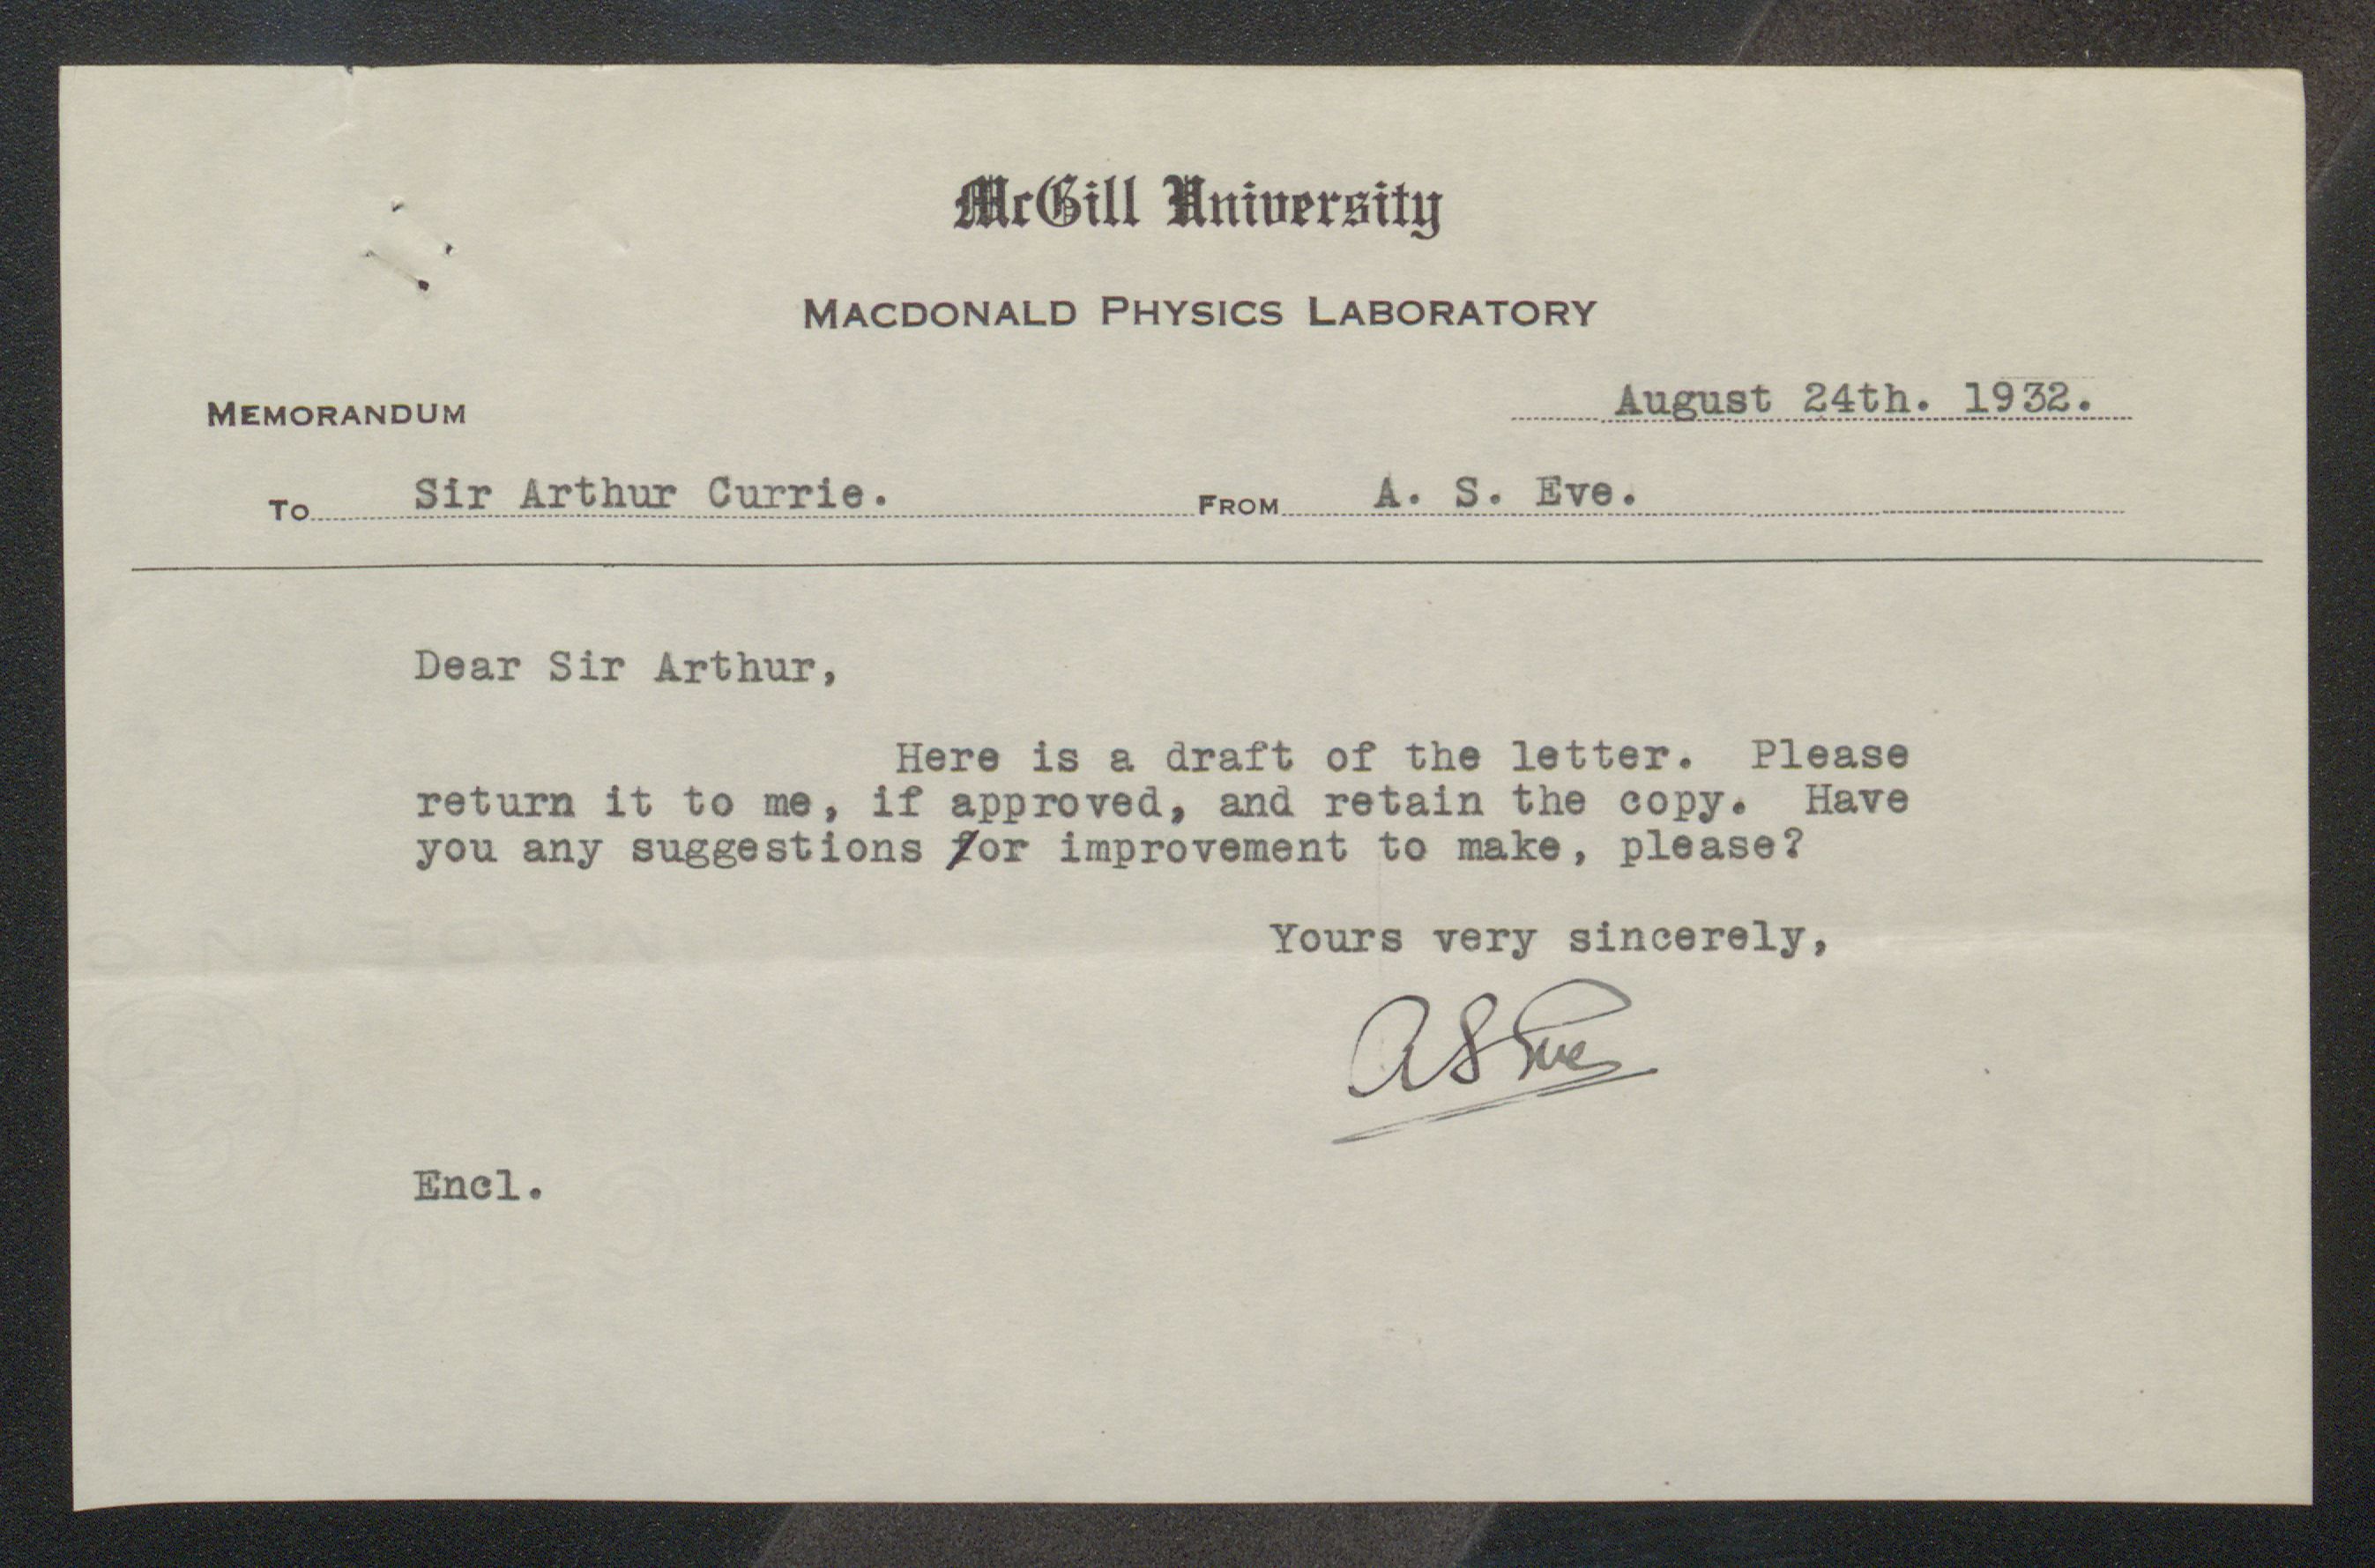 McGill University
MACDONALD PHYSICS LABORATORY
August 24th. 1932.
MEMORANDUM
To Sir Arthur Currie. FROM A. S. Eve.
Dear Sir Arthur,
Here is a draft of the letter. Please
return it to me, if approved, and retain the copy. Have
you any suggestions for improvement to make, please?
Yours very sincerely,
A S Eve
Encl.